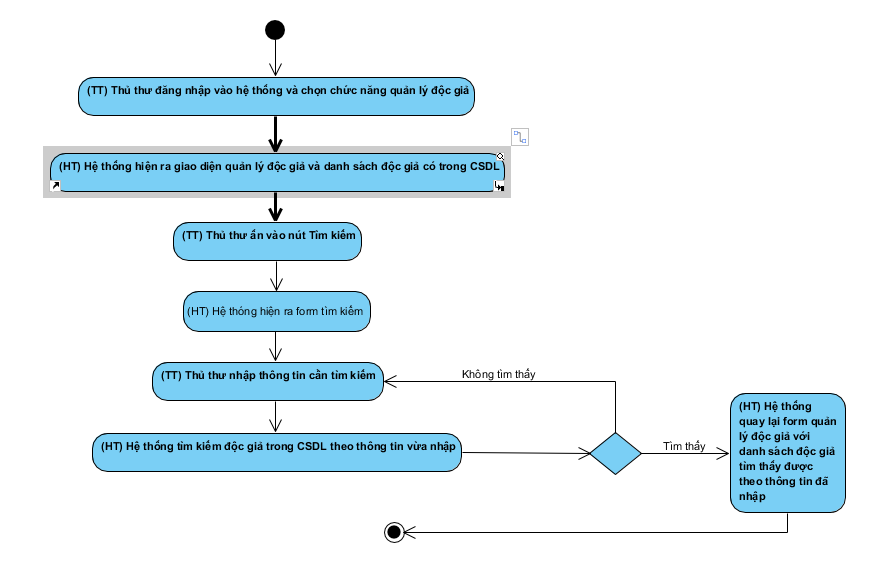 (TT) Thủ thư đăng nhập vào hệ thống và chọn chức năng quản lý độc giả
(HT) Hệ thống hiện ra giao diện quản lý độc giả và danh sách độc giả có trong CSDL
(TT) Thủ thư ấn vào nút Tìm kiếm
(HT) Hệ thóng hiện ra form tìm kiếm
(TT) Thủ thư nhập thông tin cần tìm kiếm
Không tìm thấy
(HT) Hệ thống tìm kiếm độc giả trong CSDL theo thông tin vừa nhập
Tìm thấy
(HT) Hệ thống
quay lại form quản
lý độc giả với
danh sách độc giả
tìm thấy được
theo thông tin đã
nhập